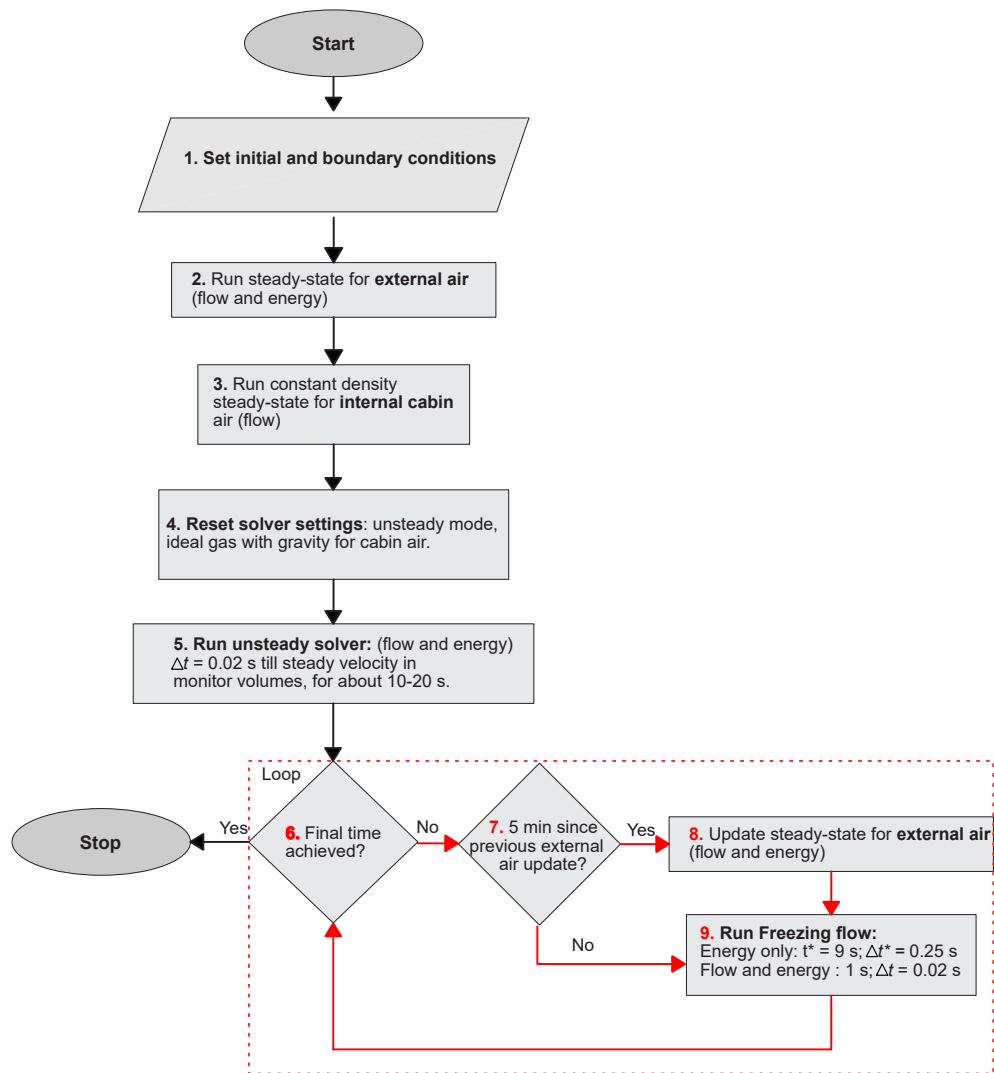 Start
1. Set initial and boundary conditions
2. Run steady-state for external air
(flow and energy)
3. Run constant density
steady-state for internal cabin
air (flow)
4. Reset solver settings: unsteady mode,
ideal gas with gravity for cabin air.
5. Run unsteady solver: (flow and energy)
Δt = 0.02 s till steady velocity in
monitor volumes, for about 10-20 s.
Loop
6. Final time
achieved?
Yes
Stop
No
7. 5 min since
previous external
air update?
Yes
8. Update steady-state for external air
(flow and energy)
No
9. Run Freezing flow:
Energy only: t* = 9 s; Δt* = 0.25 s
Flow and energy : 1 s; Δt = 0.02 s